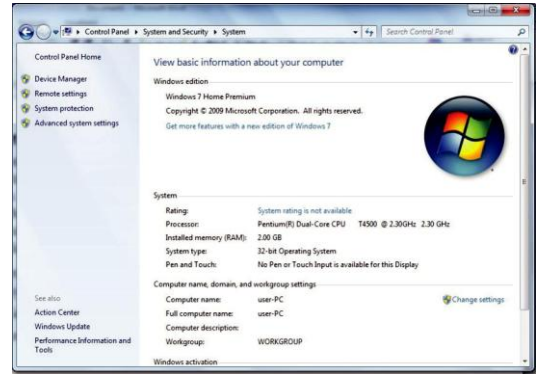 Control Panel ▸ System and Security ▸ System
Search Control Panel
Control Panel Home
Device Manager
Remote settings
System protection
Advanced system settings
See also
Action Center
Windows Update
Performance Information and
Tools
View basic information about your computer
Windows edition
Windows 7 Home Premium
Copyright © 2009 Microsoft Corporation. All rights reserved.
Get more features with a new edition of Windows 7
System
Rating: System rating is not available
Processor: Pentium(R) Dual-Core CPU T4500 @ 2.30GHz 2.30 GHz
Installed memory (RAM): 2.00 GB
System type: 32-bit Operating System
Pen and Touch: No Pen or Touch Input is available for this Display
Computer name, domain, and workgroup settings
Computer name: user-PC Change settings
Full computer name: user-PC
Computer description:
Workgroup: WORKGROUP
Windows activation